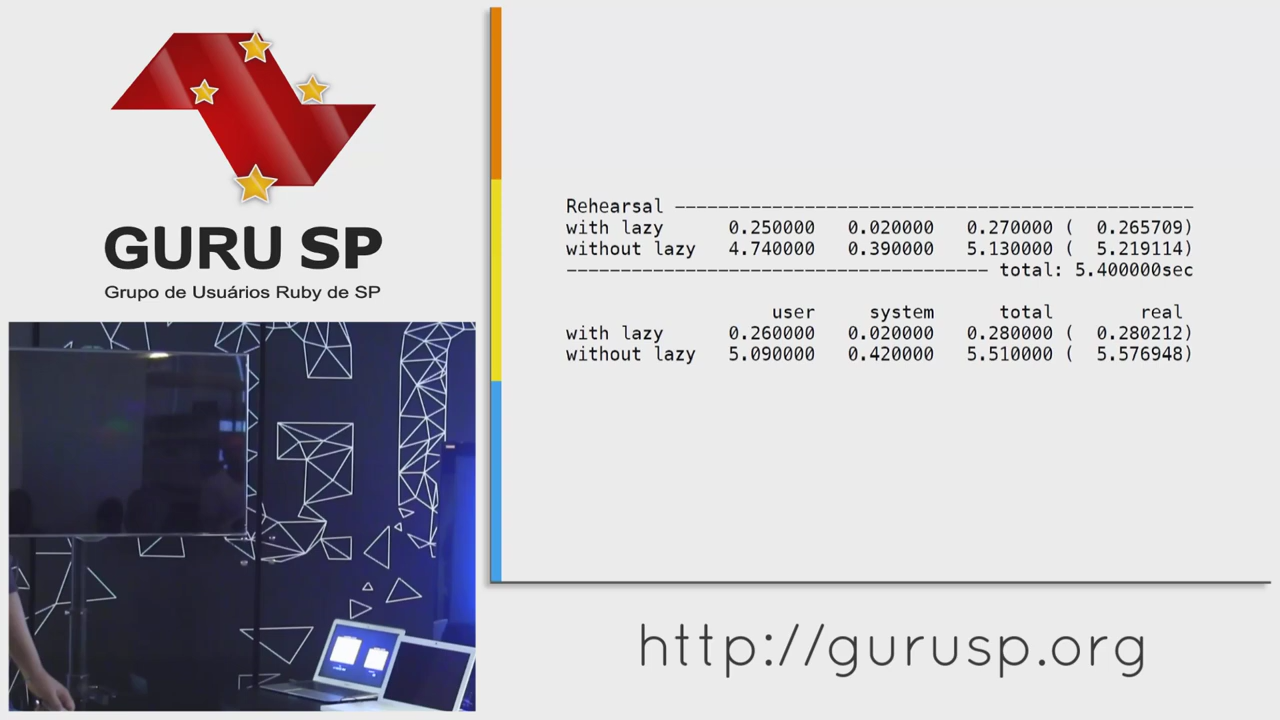 GURU SP
Grupo de Usuários Ruby de SP
Rehearsal -----------------------------------------------
with lazy 0.250000 0.020000 0.270000 ( 0.265709)
without lazy 4.740000 0.390000 5.130000 ( 5.219114)
--------------------------------------- total: 5.400000sec
user system total real
with lazy 0.260000 0.020000 0.280000 ( 0.280212)
without lazy 5.090000 0.420000 5.510000 ( 5.576948)
http://gurusp.org